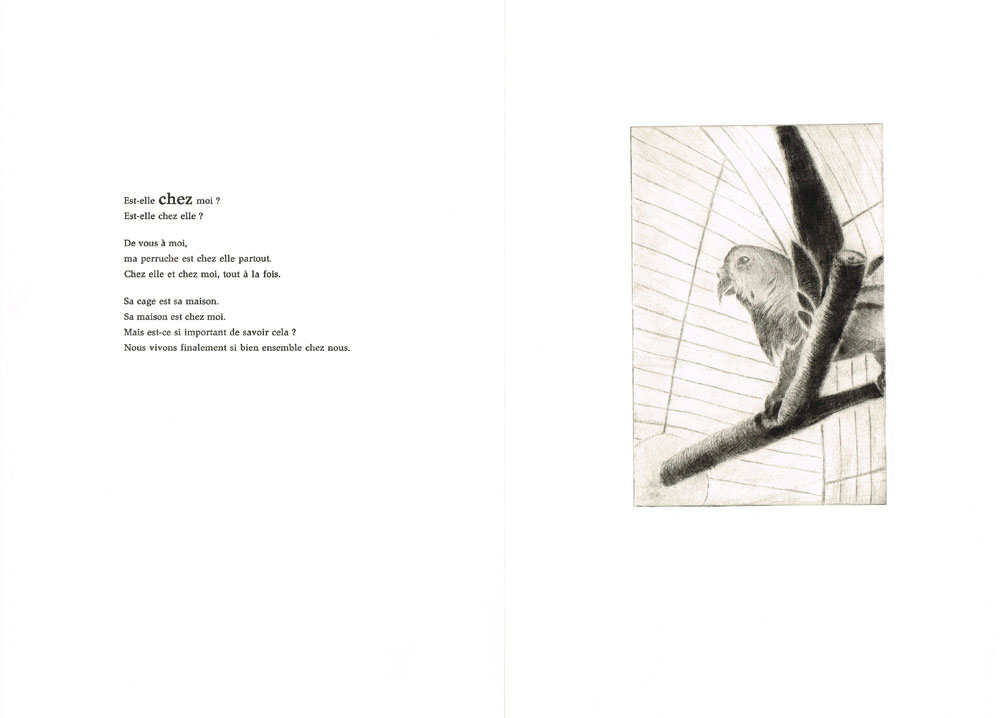 Est-elle chez moi ?
Est-elle chez elle ?
De vous à moi,
ma perruche est chez elle partout.
Chez elle et chez moi, tout à la fois.
Sa cage est sa maison.
Sa maison est chez moi.
Mais est-ce si important de savoir cela ?
Nous vivons finalement si bien ensemble chez nous.